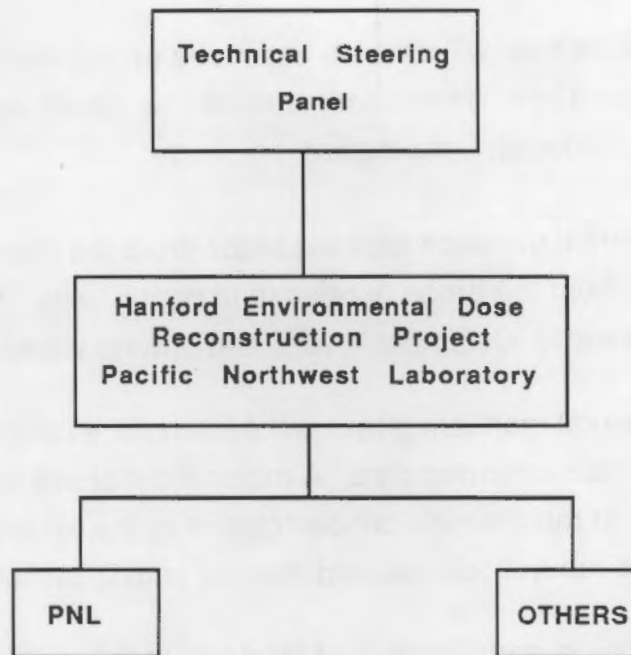 Technical Steering
Panel
Hanford Environmental Dose
Reconstruction Project
Pacific Northwest Laboratory
PNL
OTHERS